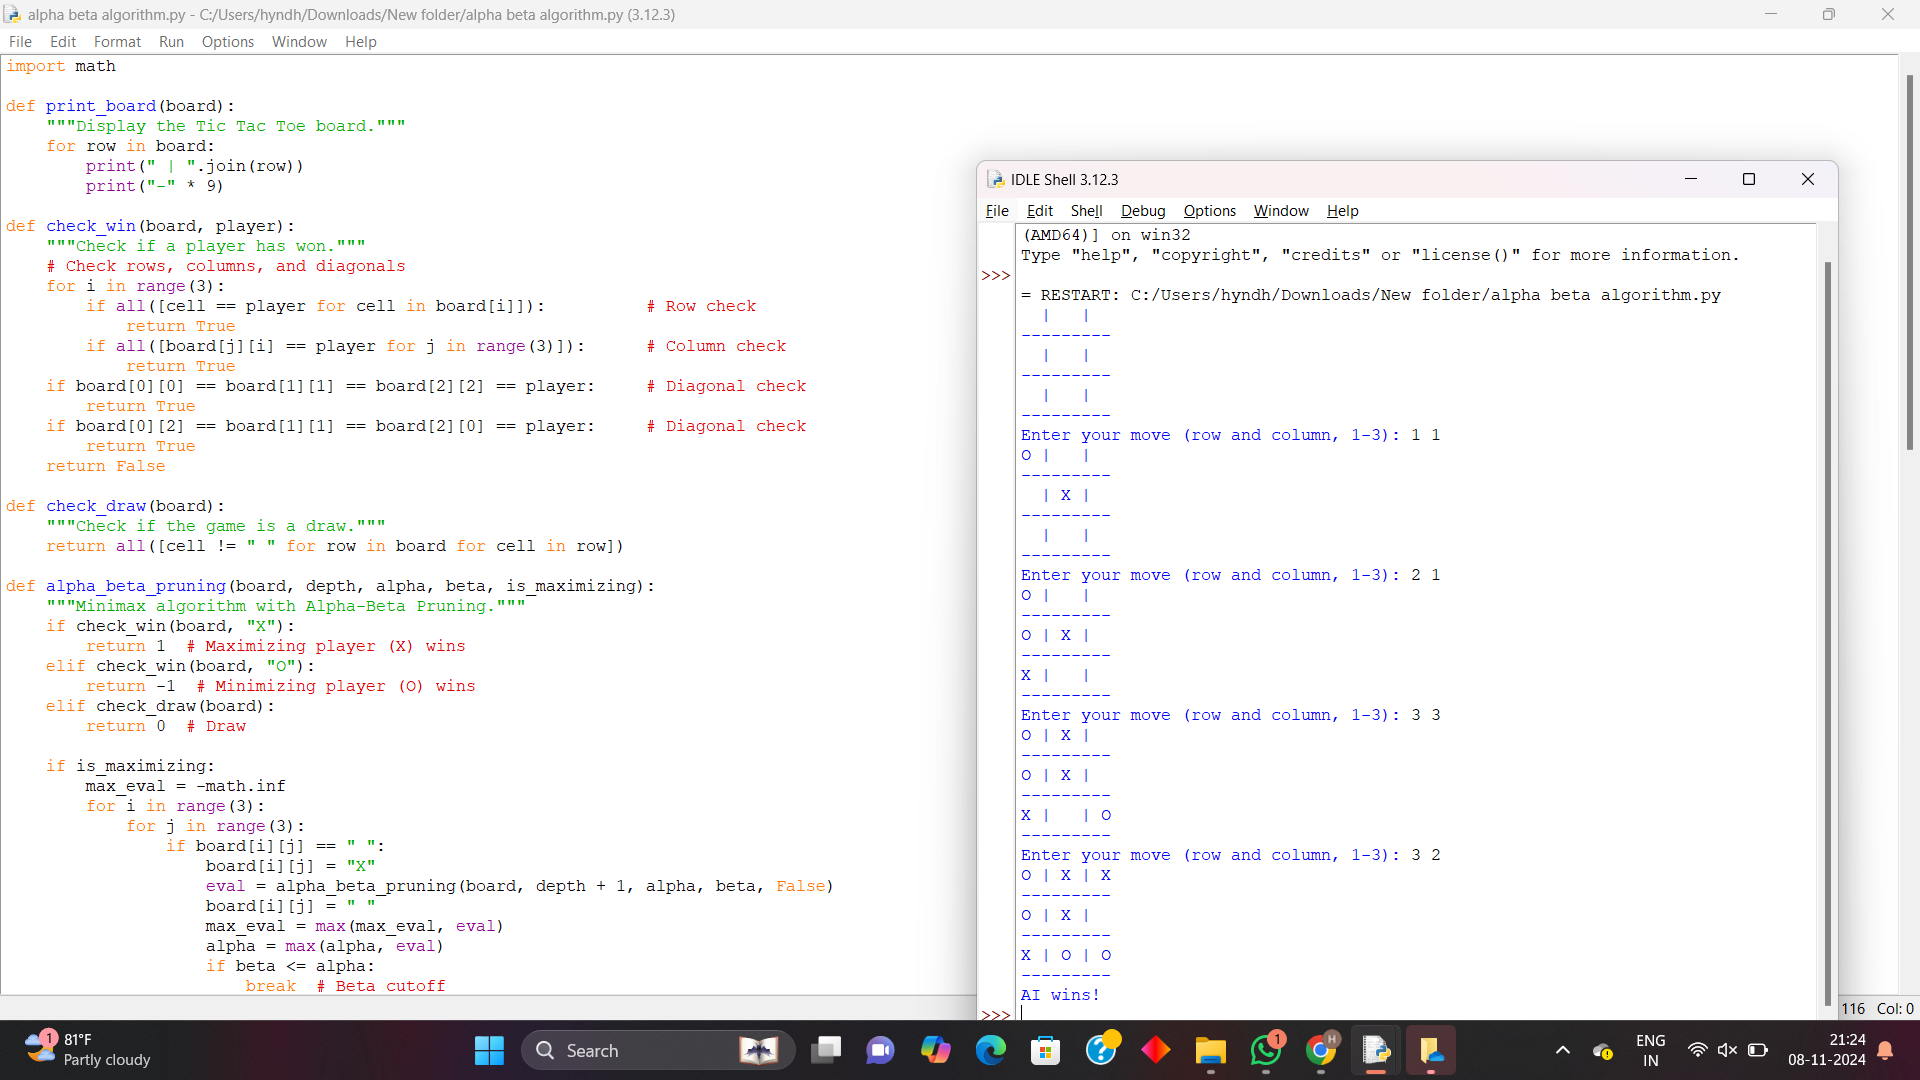 alpha beta algorithm.py - C:/Users/hyndh/Downloads/New folder/alpha beta algorithm.py (3.12.3)
File Edit Format Run Options Window Help
import math

def print_board(board):
    """Display the Tic Tac Toe board."""
    for row in board:
        print(" | ".join(row))
        print("-" * 9)

def check_win(board, player):
    """Check if a player has won."""
    # Check rows, columns, and diagonals
    for i in range(3):
        if all([cell == player for cell in board[i]]):          # Row check
            return True
        if all([board[j][i] == player for j in range(3)]):      # Column check
            return True
    if board[0][0] == board[1][1] == board[2][2] == player:     # Diagonal check
        return True
    if board[0][2] == board[1][1] == board[2][0] == player:     # Diagonal check
        return True
    return False

def check_draw(board):
    """Check if the game is a draw."""
    return all([cell != " " for row in board for cell in row])

def alpha_beta_pruning(board, depth, alpha, beta, is_maximizing):
    """Minimax algorithm with Alpha-Beta Pruning."""
    if check_win(board, "X"):
        return 1  # Maximizing player (X) wins
    elif check_win(board, "O"):
        return -1  # Minimizing player (O) wins
    elif check_draw(board):
        return 0  # Draw

    if is_maximizing:
        max_eval = -math.inf
        for i in range(3):
            for j in range(3):
                if board[i][j] == " ":
                    board[i][j] = "X"
                    eval = alpha_beta_pruning(board, depth + 1, alpha, beta, False)
                    board[i][j] = " "
                    max_eval = max(max_eval, eval)
                    alpha = max(alpha, eval)
                    if beta <= alpha:
                        break  # Beta cutoff
IDLE Shell 3.12.3
File Edit Shell Debug Options Window Help
(AMD64)] on win32
Type "help", "copyright", "credits" or "license()" for more information.
>>>
= RESTART: C:/Users/hyndh/Downloads/New folder/alpha beta algorithm.py
  |   |
---------
  |   |
---------
  |   |
---------
Enter your move (row and column, 1-3): 1 1
O |   |
---------
  | X |
---------
  |   |
---------
Enter your move (row and column, 1-3): 2 1
O |   |
---------
O | X |
---------
X |   |
---------
Enter your move (row and column, 1-3): 3 3
O | X |
---------
O | X |
---------
X |   | O
---------
Enter your move (row and column, 1-3): 3 2
O | X | X
---------
O | X |
---------
X | O | O
---------
AI wins!
>>>
116 Col: 0
1
81°F
Partly cloudy
Search
1
H
ENG
IN
21:24
08-11-2024